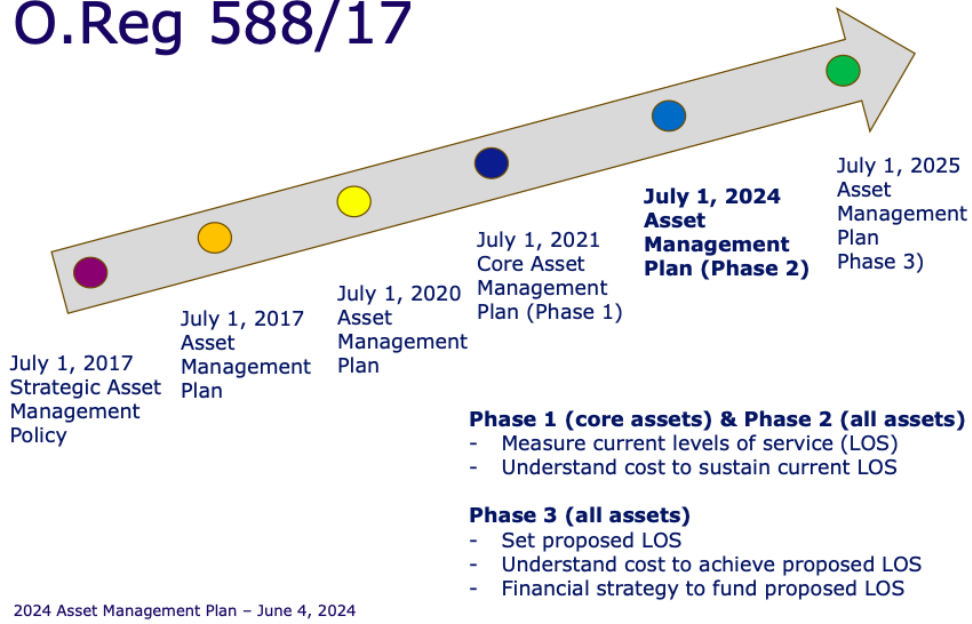 O.Reg 588/17
July 1, 2017
Strategic Asset
Management
Policy
July 1, 2017
Asset
Management
Plan
July 1, 2020
Asset
Management
Plan
July 1, 2021
Core Asset
Management
Plan (Phase 1)
July 1, 2024
Asset
Management
Plan (Phase 2)
July 1, 2025
Asset
Management
Plan
Phase 3)
Phase 1 (core assets) & Phase 2 (all assets)
- Measure current levels of service (LOS)
- Understand cost to sustain current LOS
Phase 3 (all assets)
- Set proposed LOS
- Understand cost to achieve proposed LOS
- Financial strategy to fund proposed LOS
2024 Asset Management Plan – June 4, 2024